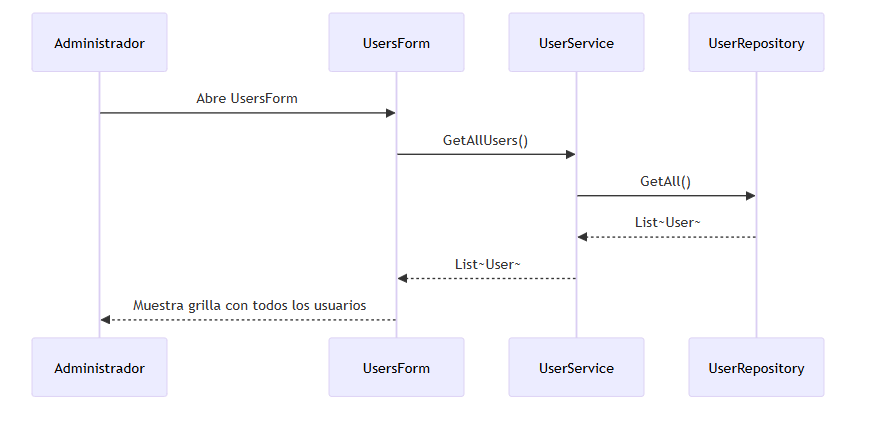 Administrador
UsersForm
UserService
UserRepository
Abre UsersForm
GetAllUsers()
GetAll()
List~User~
List~User~
Muestra grilla con todos los usuarios
Administrador
UsersForm
UserService
UserRepository